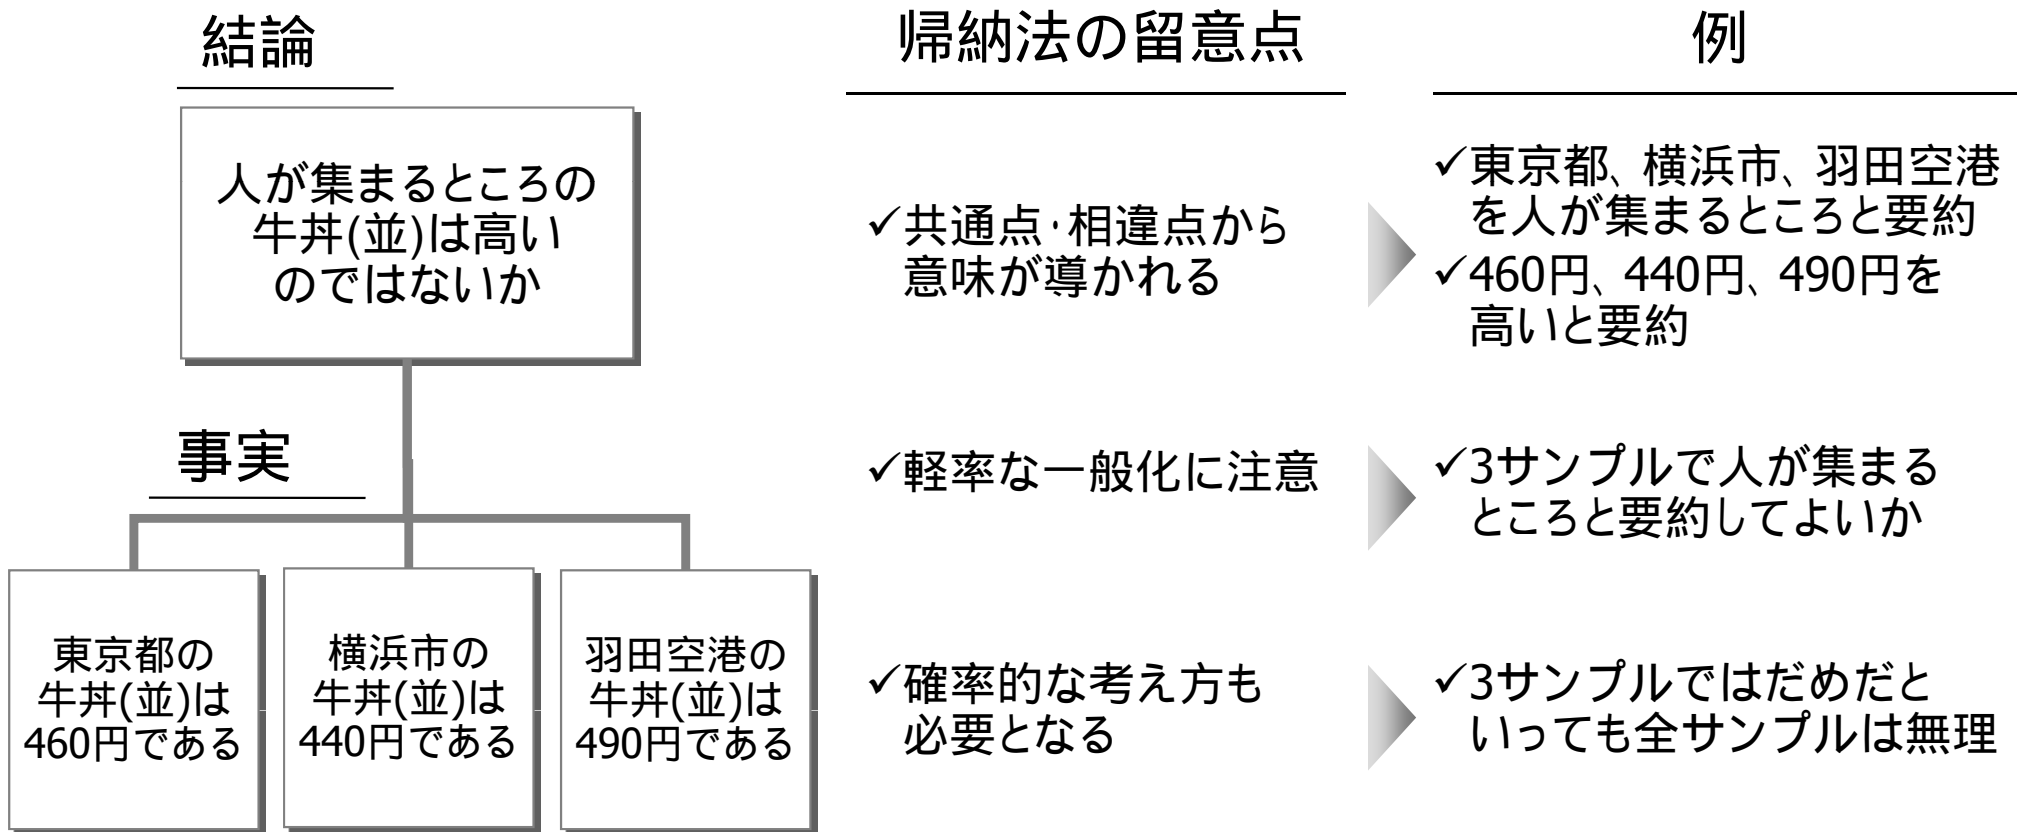 結論
人が集まるところの
牛丼(並)は高い
のではないか
事実
東京都の
牛丼(並)は
460円である
横浜市の
牛丼(並)は
440円である
羽田空港の
牛丼(並)は
490円である
帰納法の留意点
✓共通点・相違点から
意味が導かれる
✓軽率な一般化に注意
✓確率的な考え方も
必要となる
例
✓東京都、横浜市、羽田空港
を人が集まるところと要約
✓460円、440円、490円を
高いと要約
✓3サンプルで人が集まる
ところと要約してよいか
✓3サンプルではだめだと
いっても全サンプルは無理